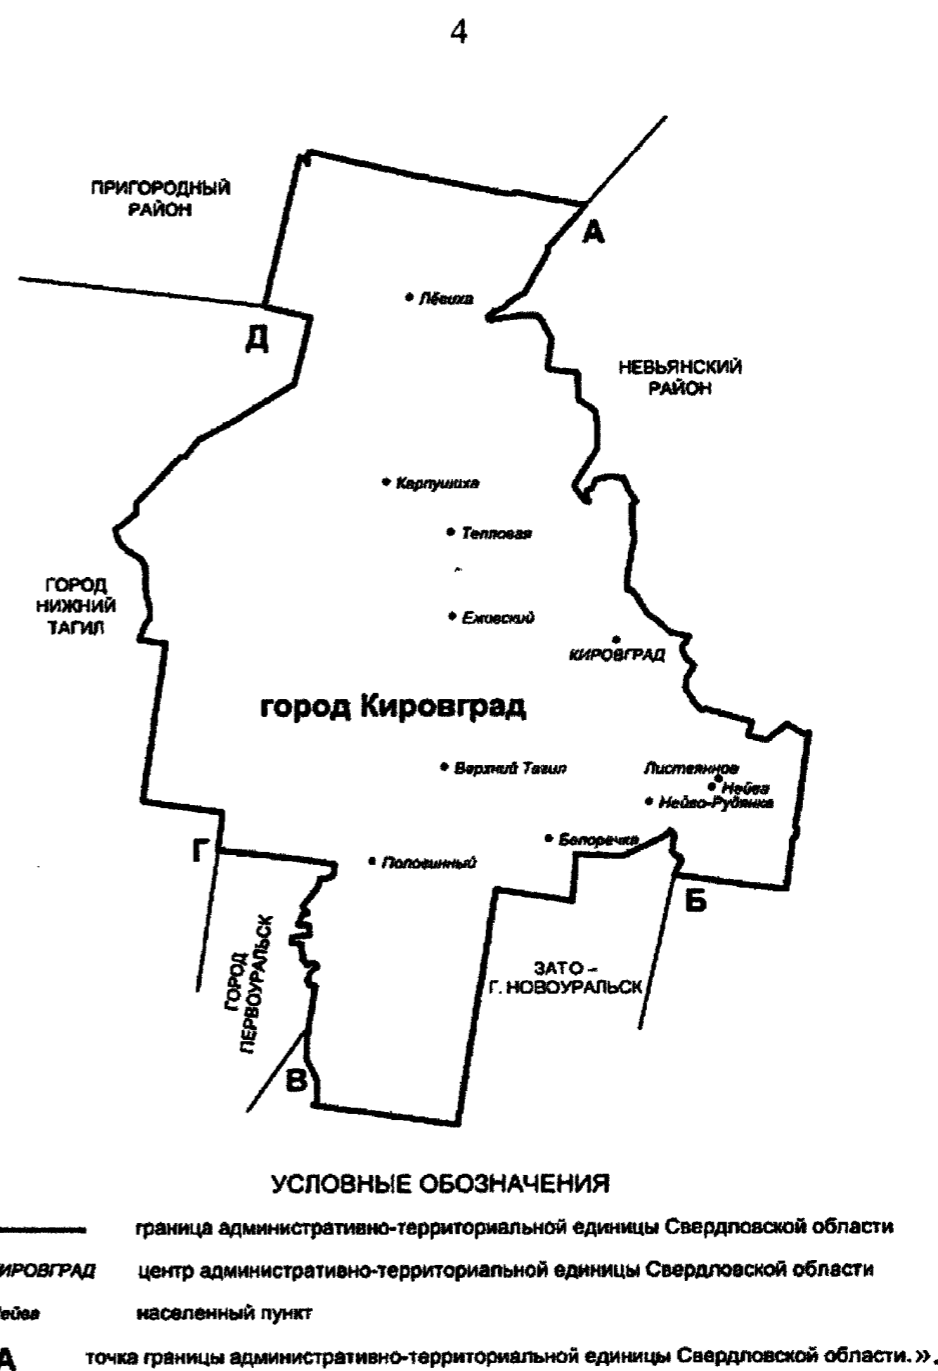 4
ПРИГОРОДНЫЙ
РАЙОН
А
Лёвиха
Д
НЕВЬЯНСКИЙ
РАЙОН
Карпушиха
Тепловая
ГОРОД
НИЖНИЙ
ТАГИЛ
Ежовский
КИРОВГРАД
город Кировград
Верхний Тагил
Листвянное
Нейва
Нейво-Рудянка
Белоречка
Г
Половинный
Б
ГОРОД
ПЕРВОУРАЛЬСК
ЗАТО –
Г. НОВОУРАЛЬСК
В
УСЛОВНЫЕ ОБОЗНАЧЕНИЯ
граница административно-территориальной единицы Свердловской области
ИРОВГРАД центр административно-территориальной единицы Свердловской области
ейва населенный пункт
А точка границы административно-территориальной единицы Свердловской области.».